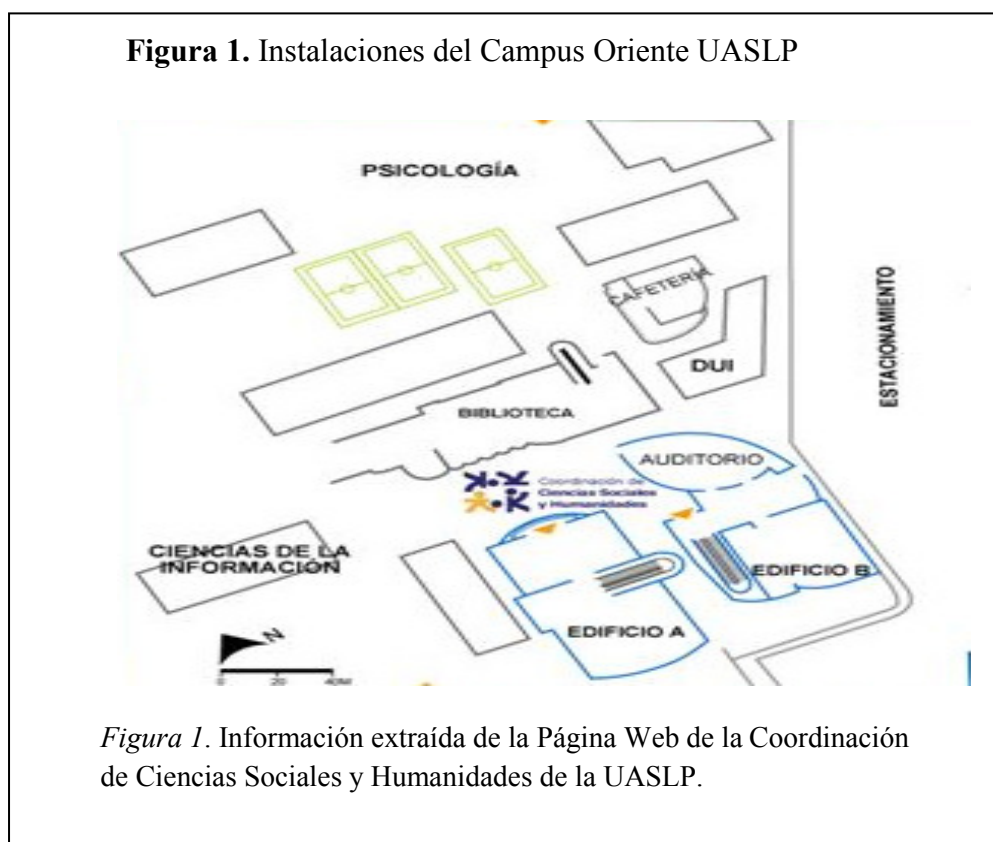 Figura 1. Instalaciones del Campus Oriente UASLP
PSICOLOGÍA
CAFETERÍA
ESTACIONAMIENTO
DUI
BIBLIOTECA
AUDITORIO
Coordinación de
Ciencias Sociales
y Humanidades
CIENCIAS DE LA
INFORMACIÓN
EDIFICIO B
EDIFICIO A
N
0 20 40M
Figura 1. Información extraída de la Página Web de la Coordinación
de Ciencias Sociales y Humanidades de la UASLP.